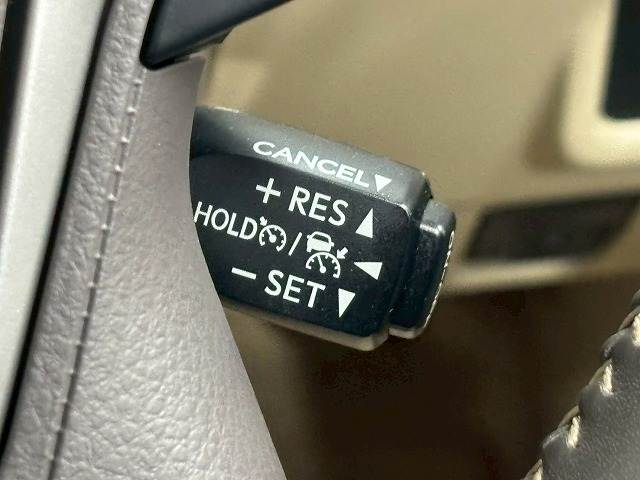 CANCEL▼
+ RES ▲
HOLD /
- SET ▼